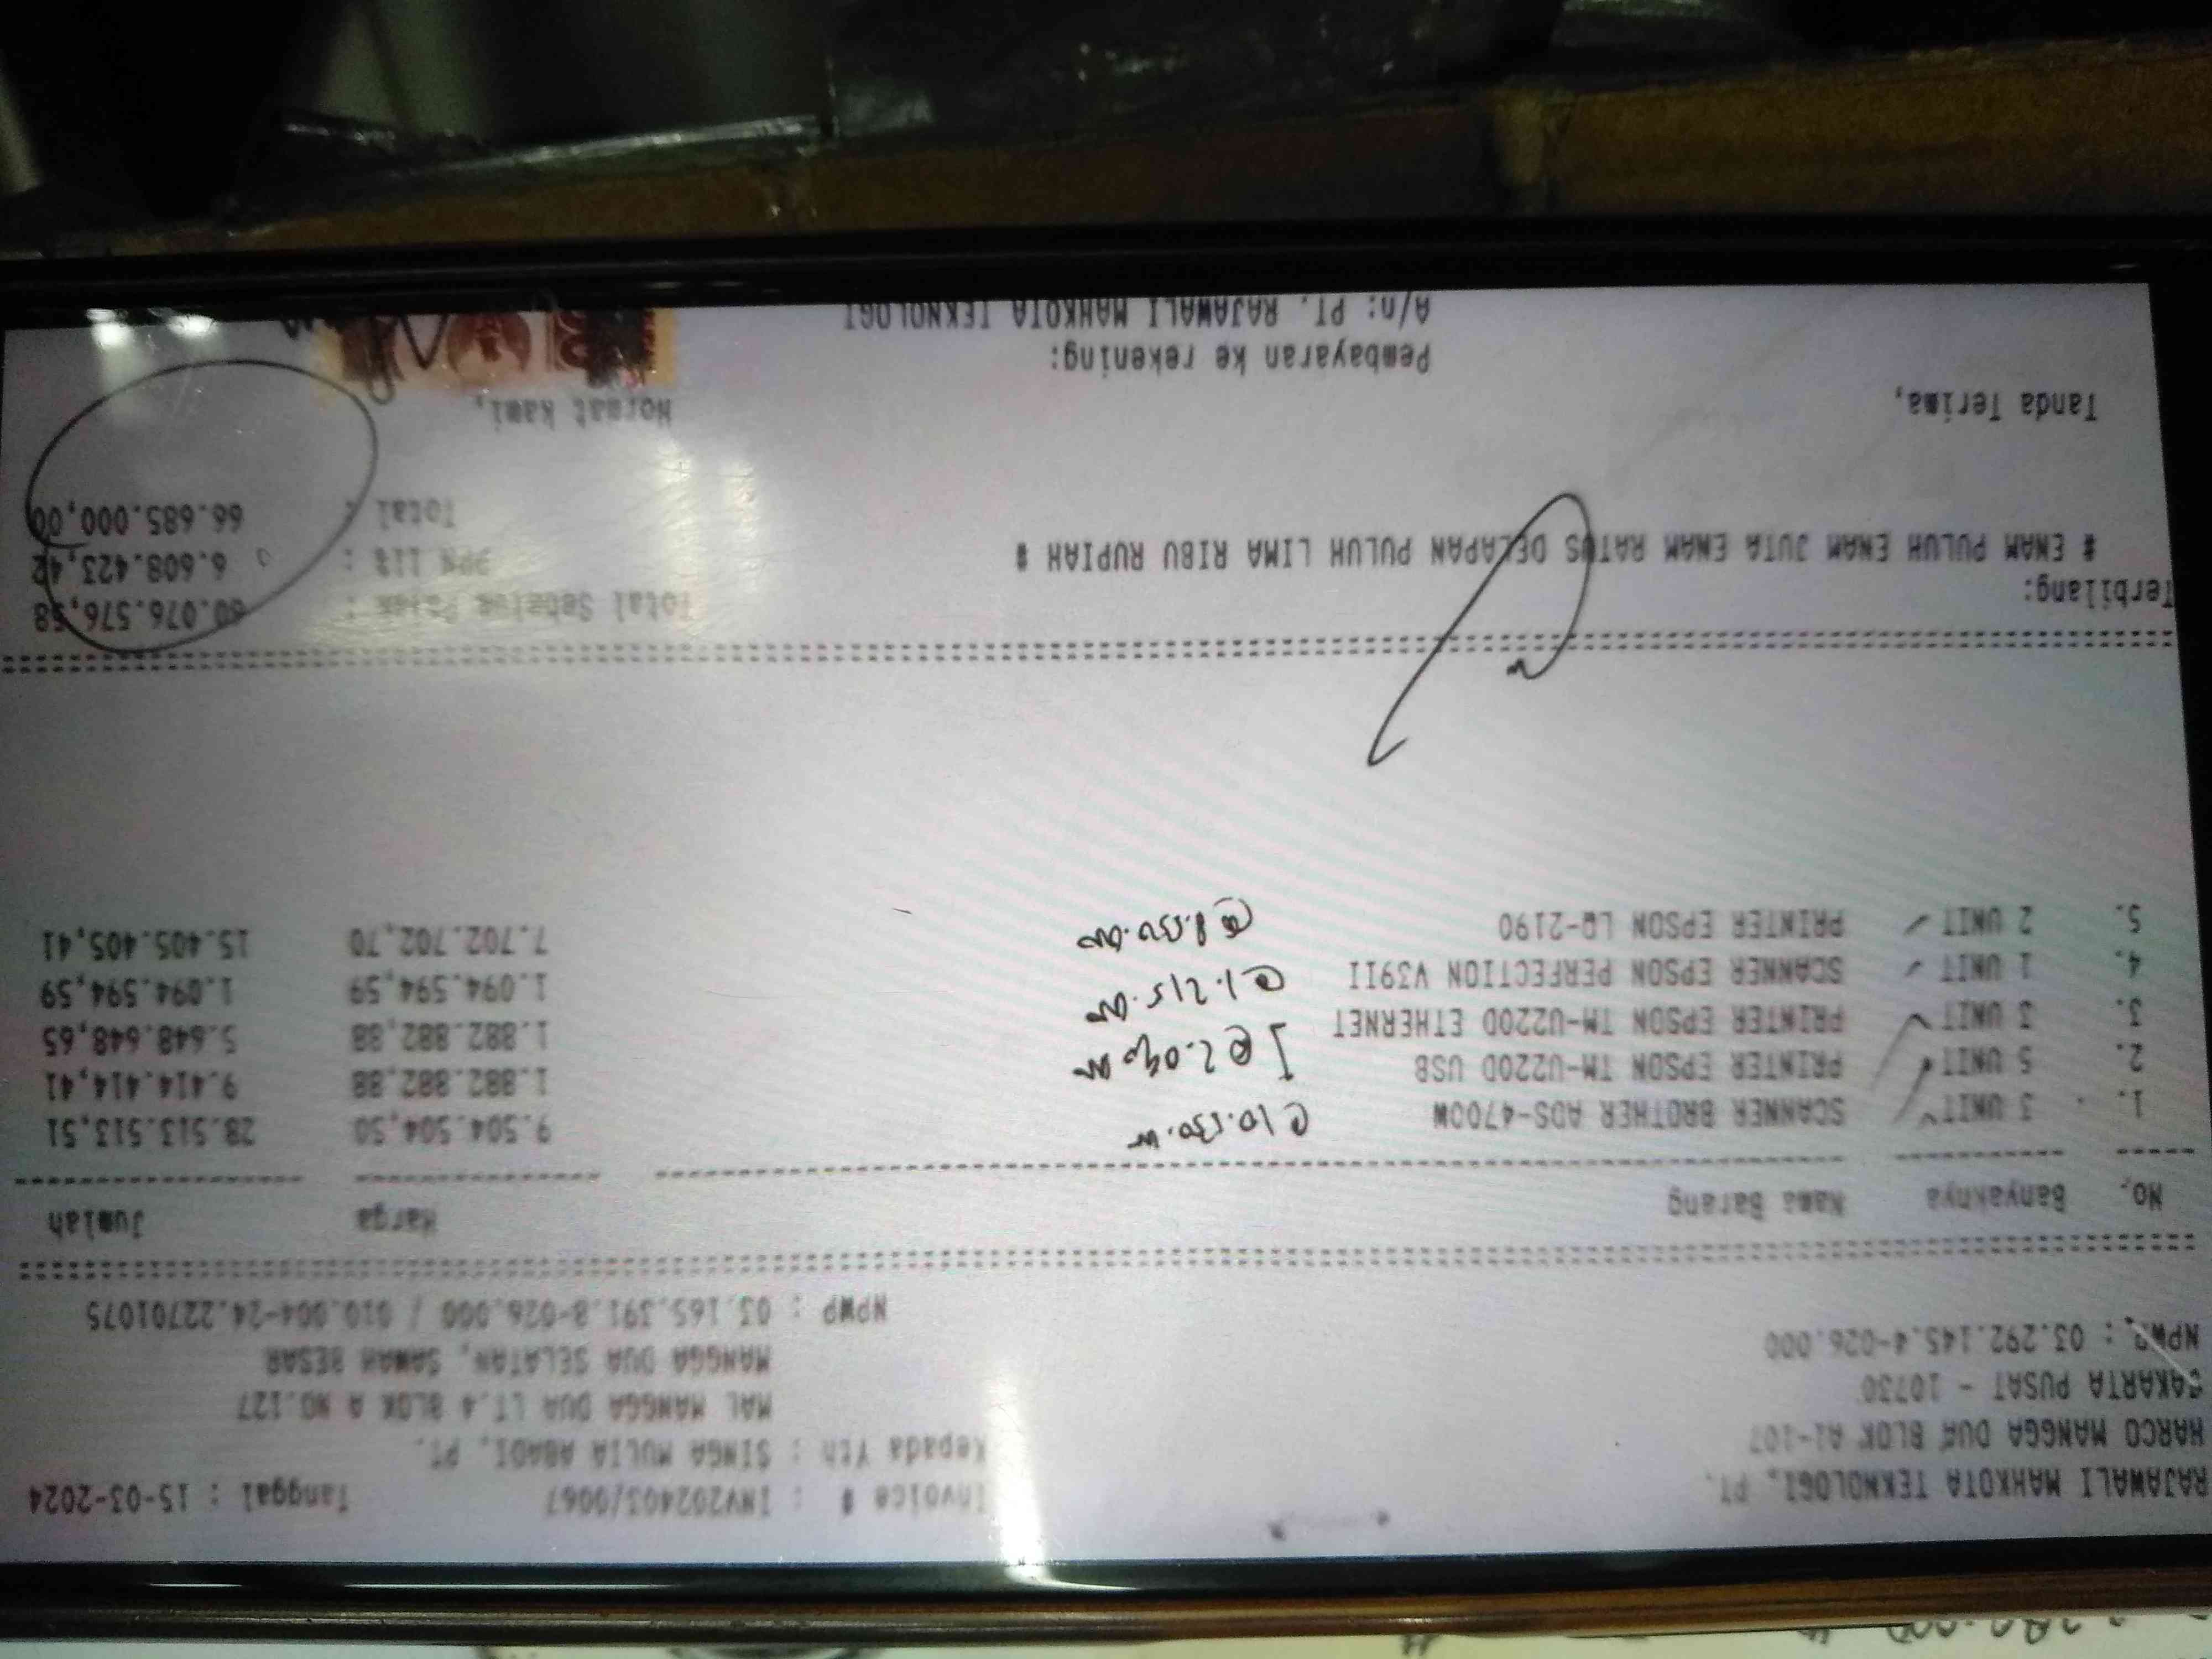 RAJAWALI MAHKOTA TEKNOLOGI, PT.
HARCO MANGGA DUA BLOK A1-107
JAKARTA PUSAT - 10730
NPWP. : 03.292.145.4-026.000
Invoice # : INV202403/0067 Tanggal : 15-03-2024
Kepada Yth : SINGA MULIA ABADI, PT.
MAL MANGGA DUA LT.4 BLOK A NO.127
MANGGA DUA SELATAN, SAWAH BESAR
NPWP : 03.165.391.8-026.000 / 010.004-24.22701075
No. Banyaknya Nama Barang Harga Jumlah
1. 3 UNIT SCANNER BROTHER ADS-4700W @10.550. 9.504.504,50 28.513.513,51
2. 5 UNIT PRINTER EPSON TM-U220D USB 1.882.882,88 9.414.414,41
] @2.090.
3. 3 UNIT PRINTER EPSON TM-U220D ETHERNET 1.882.882,88 5.648.648,65
4. 1 UNIT SCANNER EPSON PERFECTION V39II @1.215. 1.094.594,59 1.094.594,59
5. 2 UNIT PRINTER EPSON LQ-2190 @8.550. 7.702.702,70 15.405.405,41
Terbilang:
# ENAM PULUH ENAM JUTA ENAM RATUS DELAPAN PULUH LIMA RIBU RUPIAH #
Total Sebelum Pajak : 60.076.576,58
PPN 11% : 6.608.423,42
Total : 66.685.000,00
Tanda Terima,
Hormat kami,
Pembayaran ke rekening:
A/n: PT. RAJAWALI MAHKOTA TEKNOLOGI